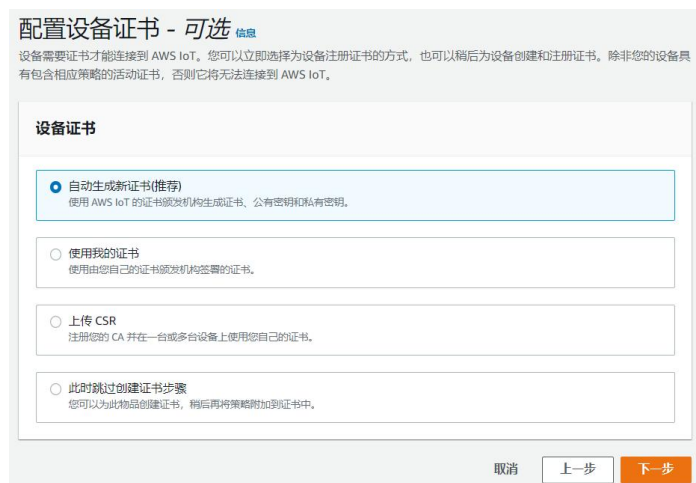 配置设备证书 - 可选 信息
设备需要证书才能连接到 AWS IoT。您可以立即选择为设备注册证书的方式，也可以稍后为设备创建和注册证书。除非您的设备具
有包含相应策略的活动证书，否则它将无法连接到 AWS IoT。
设备证书
自动生成新证书(推荐)
使用 AWS IoT 的证书颁发机构生成证书、公有密钥和私有密钥。
使用我的证书
使用由您自己的证书颁发机构签署的证书。
上传 CSR
注册您的 CA 并在一台或多台设备上使用您自己的证书。
此时跳过创建证书步骤
您可以为此物品创建证书，稍后再将策略附加到证书中。
取消 上一步 下一步